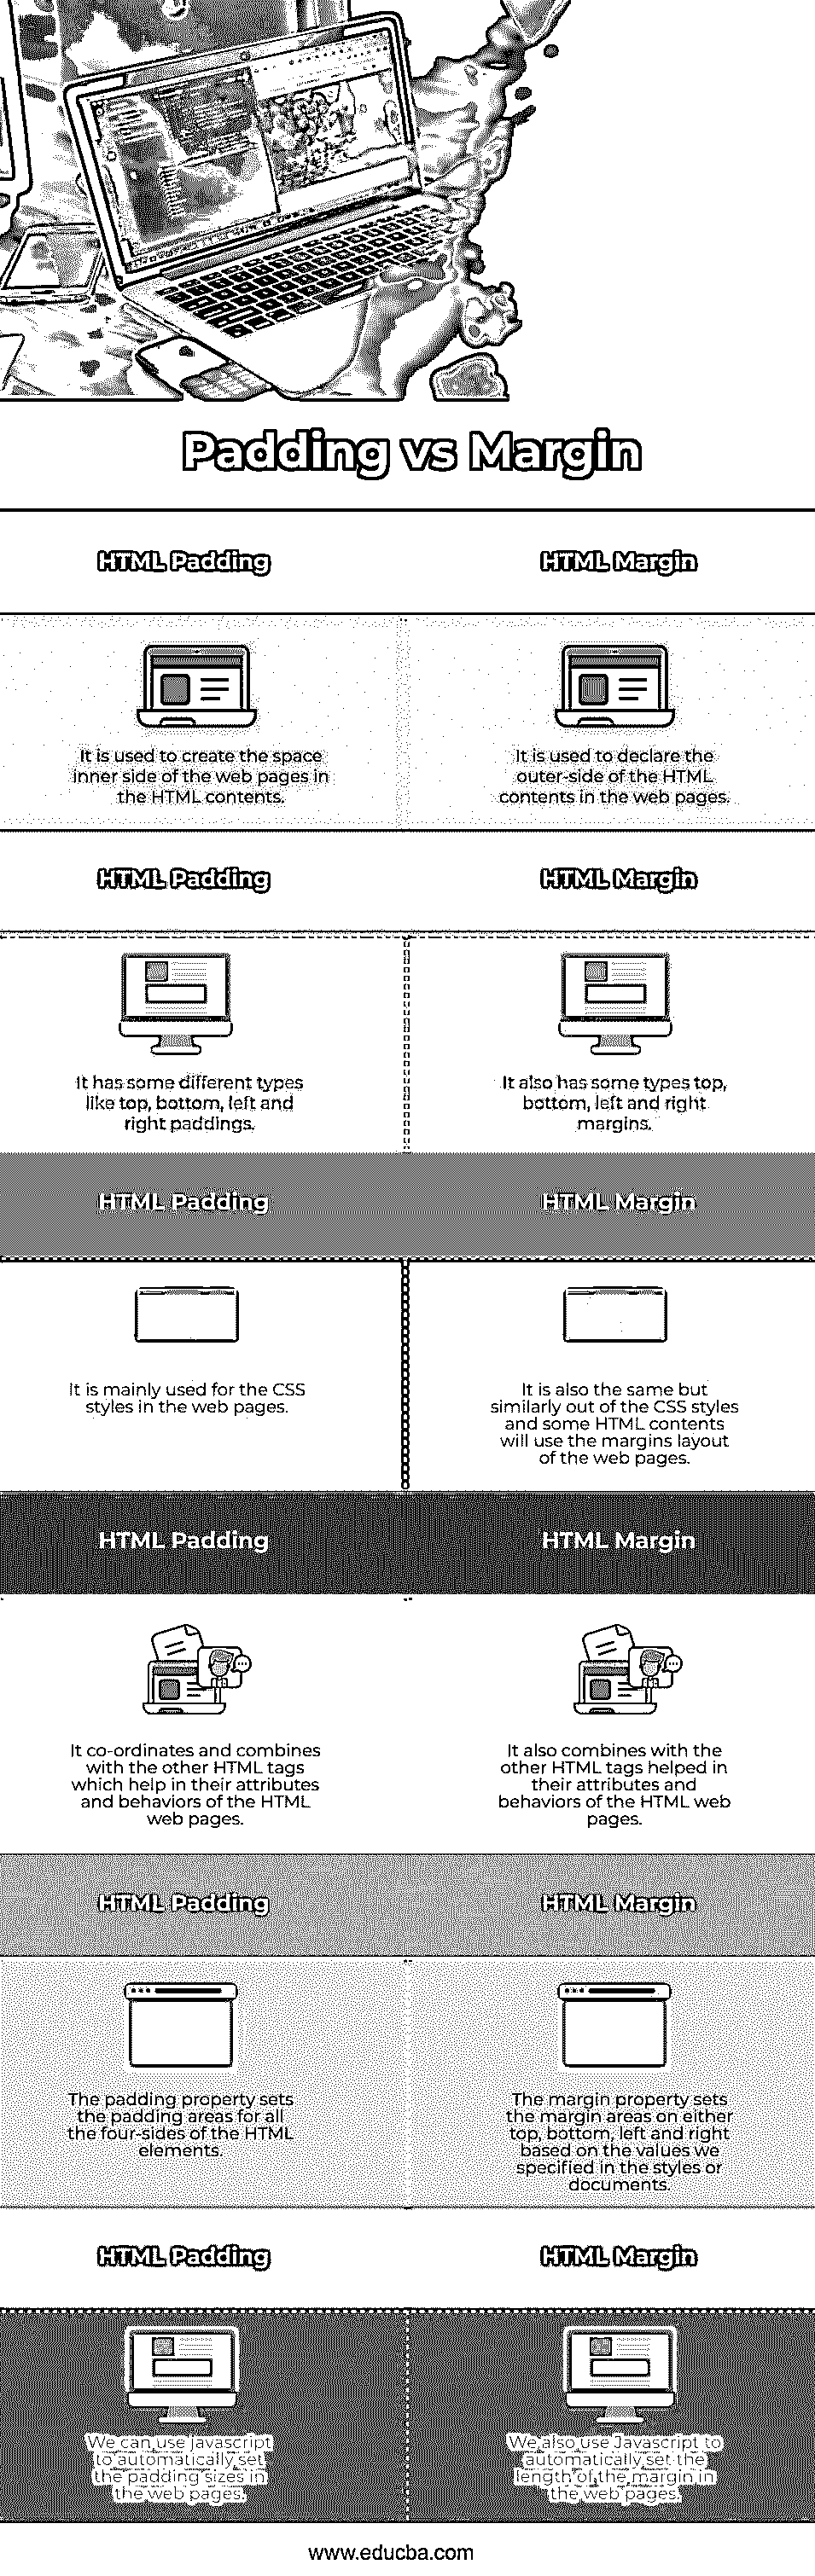 Padding vs Margin
HTML Padding
HTML Margin
It is used to create the space
inner side of the web pages in
the HTML contents.
It is used to declare the
outer-side of the HTML
contents in the web pages.
HTML Padding
HTML Margin
It has some different types
like top, bottom, left and
right paddings.
It also has some types top,
bottom, left and right
margins.
HTML Padding
HTML Margin
It is mainly used for the CSS
styles in the web pages.
It is also the same but
similarly out of the CSS styles
and some HTML contents
will use the margins layout
of the web pages.
HTML Padding
HTML Margin
It co-ordinates and combines
with the other HTML tags
which help in their attributes
and behaviors of the HTML
web pages.
It also combines with the
other HTML tags helped in
their attributes and
behaviors of the HTML web
pages.
HTML Padding
HTML Margin
The padding property sets
the padding areas for all
the four-sides of the HTML
elements.
The margin property sets
the margin areas on either
top, bottom, left and right
based on the values we
specified in the styles or
documents.
HTML Padding
HTML Margin
We can use javascript
to automatically set
the padding sizes in
the web pages.
We also use Javascript to
automatically set the
length of the margin in
the web pages.
www.educba.com